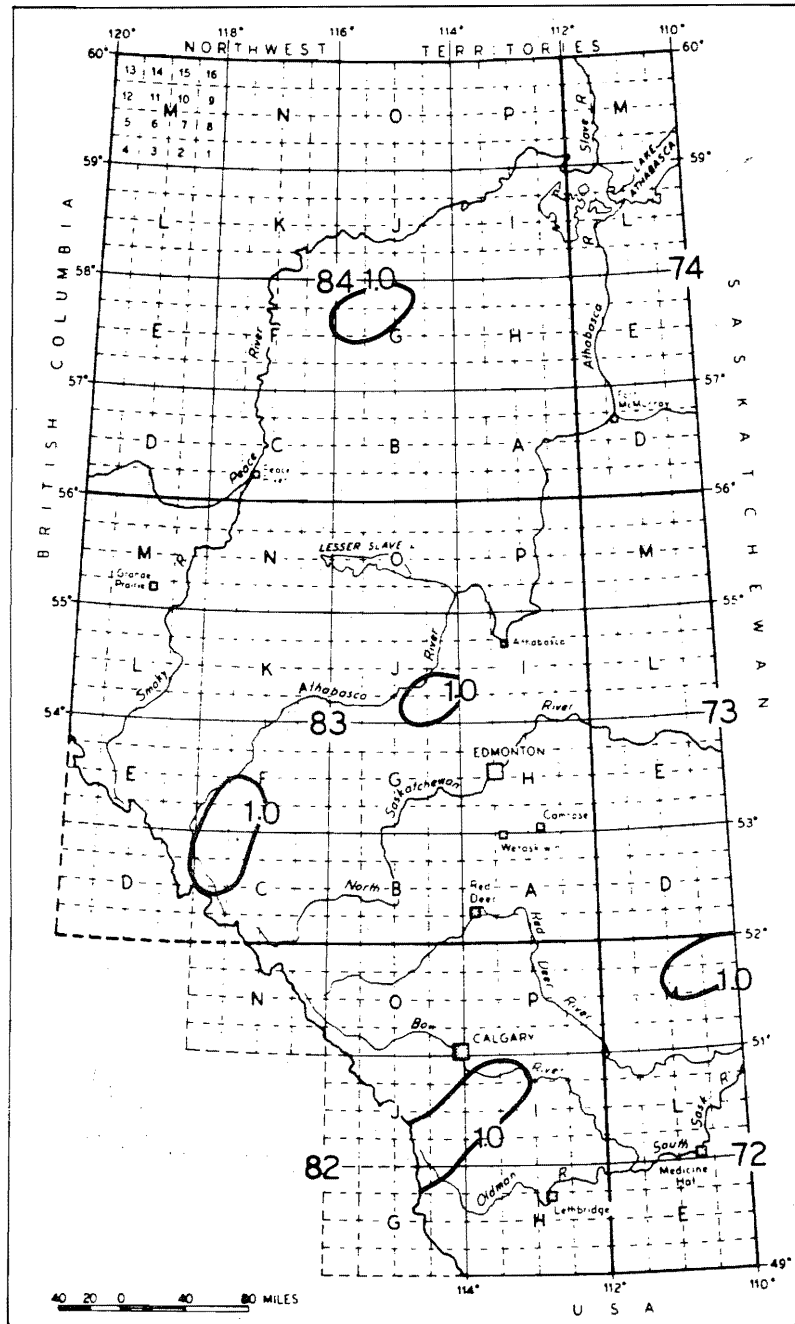 120° 118° 116° 114° 112° 110°
NORTHWEST TERRITORIES
60° 60°
13 14 15 16
12 11 10 9
5 6 7 8
4 3 2 1
M N O P M
Slave R
59° 59°
LAKE ATHABASCA
BRITISH COLUMBIA
SASKATCHEWAN
L K J I L
R
58° 84 1.0 74
River
Athabasca
E F G H E
57° 57°
Fort McMurray
D C B A D
Peace
Peace River
56° 56°
M R N LESSER SLAVE L O P M
Grande Prairie
55° 55°
River
Athabasca
L K J I L
Smoky
Athabasca
1.0
River
54° 83 73
EDMONTON
E F G H E
Saskatchewan
1.0
Camrose
53°
Wetaskiwin
D C North B A D
Red Deer
Red Deer River
52°
1.0
N O P
Bow
CALGARY
51°
River
J I L
1.0
Sask R
South
82 72
Medicine Hat
Oldman R
Lethbridge
G H E
49°
40 20 0 40 80 MILES
114° 112° 110°
USA